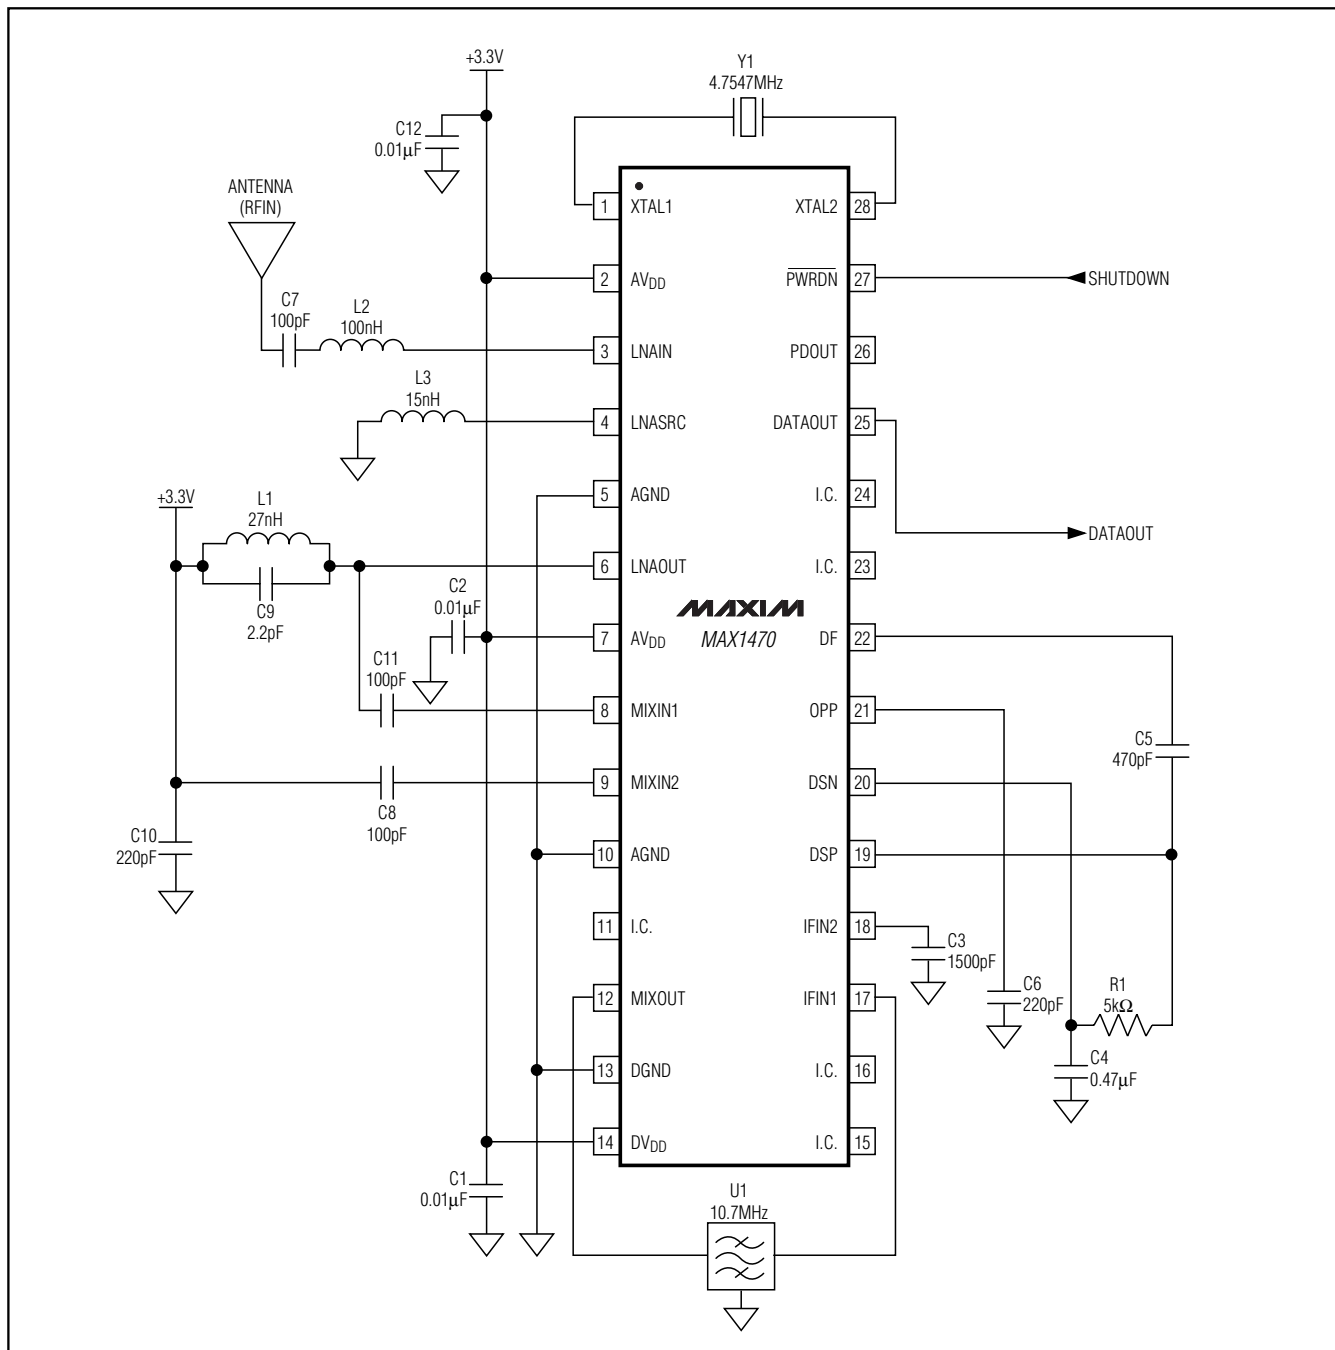 +3.3V
Y1
4.7547MHz
C12
0.01µF
ANTENNA
(RFIN)
1
XTAL1
XTAL2
28
2
AVDD
PWRDN
27
SHUTDOWN
C7
100pF
L2
100nH
3
LNAIN
PDOUT
26
L3
15nH
4
LNASRC
DATAOUT
25
+3.3V
L1
27nH
5
AGND
I.C.
24
DATAOUT
6
LNAOUT
I.C.
23
C9
2.2pF
C2
0.01µF
MAXIM
MAX1470
7
AVDD
DF
22
C11
100pF
8
MIXIN1
OPP
21
C5
470pF
9
MIXIN2
DSN
20
C8
100pF
C10
220pF
10
AGND
DSP
19
11
I.C.
IFIN2
18
C3
1500pF
12
MIXOUT
IFIN1
17
C6
220pF
R1
5kΩ
13
DGND
I.C.
16
C4
0.47µF
14
DVDD
I.C.
15
C1
0.01µF
U1
10.7MHz